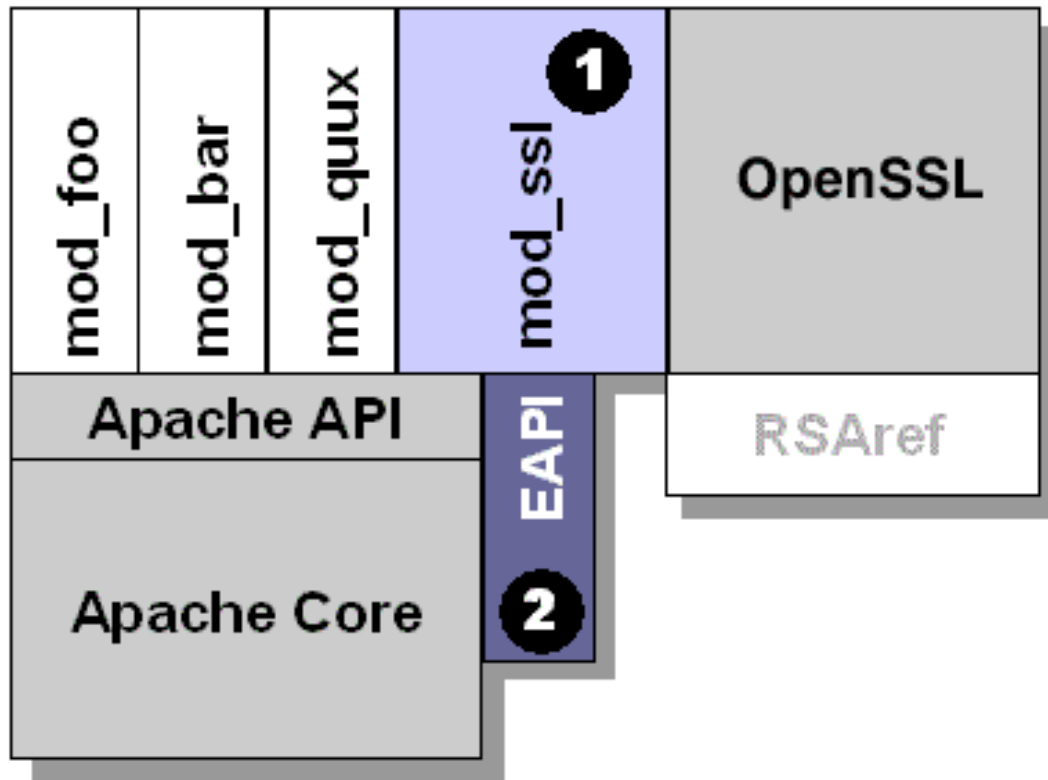 mod_foo
mod_bar
mod_quux
mod_ssl
1
OpenSSL
Apache API
EAPI
RSAref
Apache Core
2